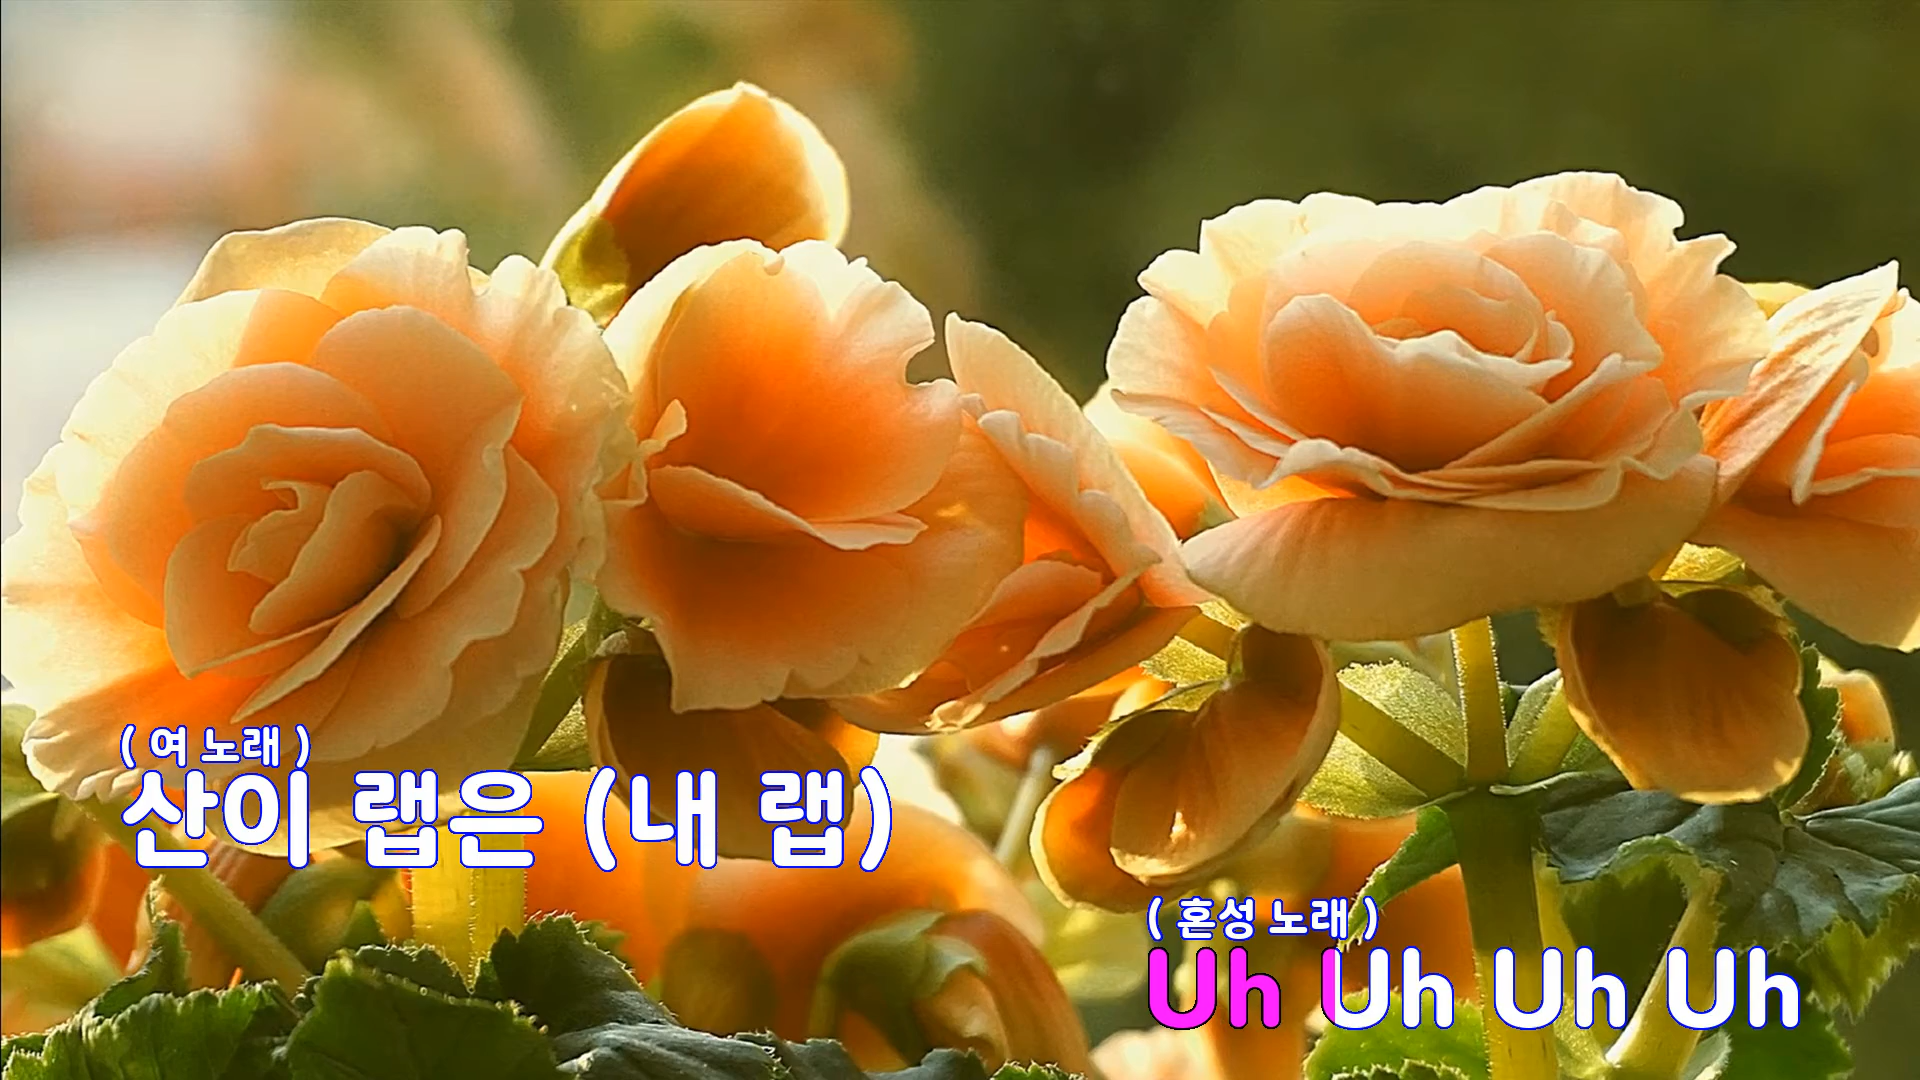 ( 여 노래 )
산이 랩은 (내 랩)
( 혼성 노래 )
Uh Uh Uh Uh